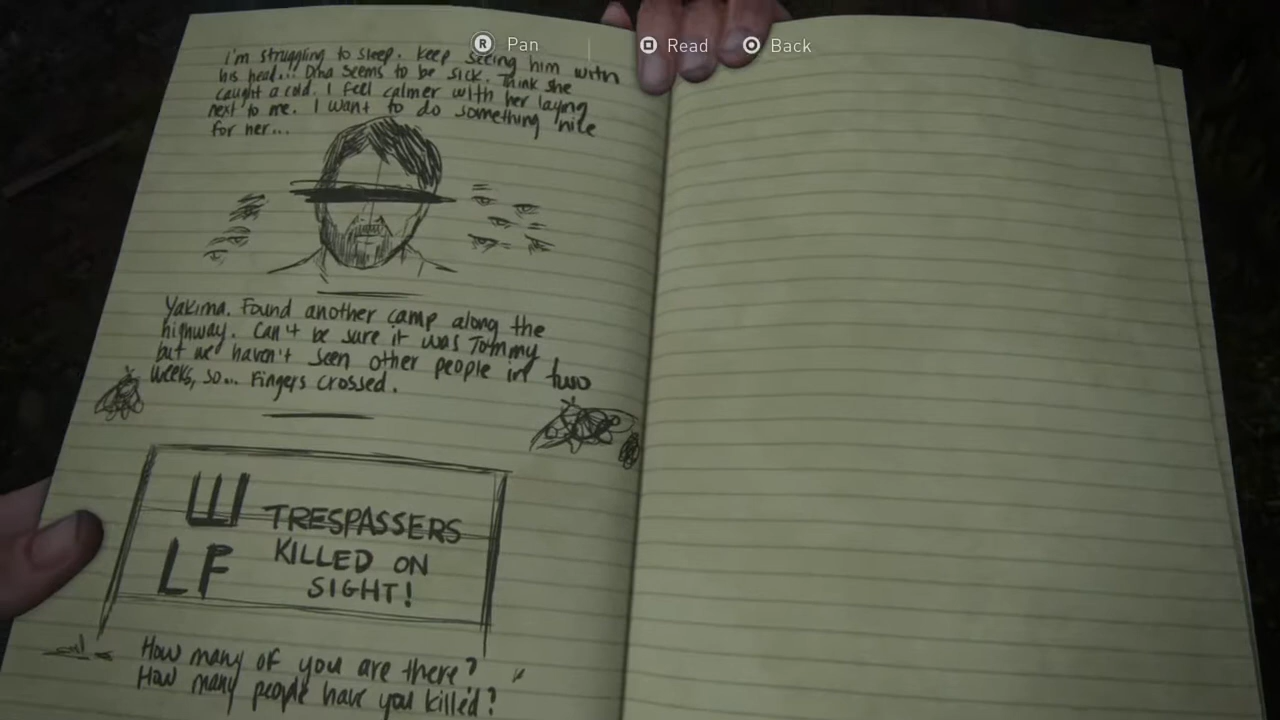 R Pan
Read
Back
I'm struggling to sleep. Keep seeing him with
his head... Dina seems to be sick. Think she
caught a cold. I feel calmer with her laying
next to me. I want to do something nice
for her...
Yakima. Found another camp along the
highway. Can't be sure it was Tommy
but we haven't seen other people in two
weeks, so... Fingers crossed.
W TRESPASSERS
LF KILLED ON
SIGHT!
How many of you are there?
How many people have you killed?